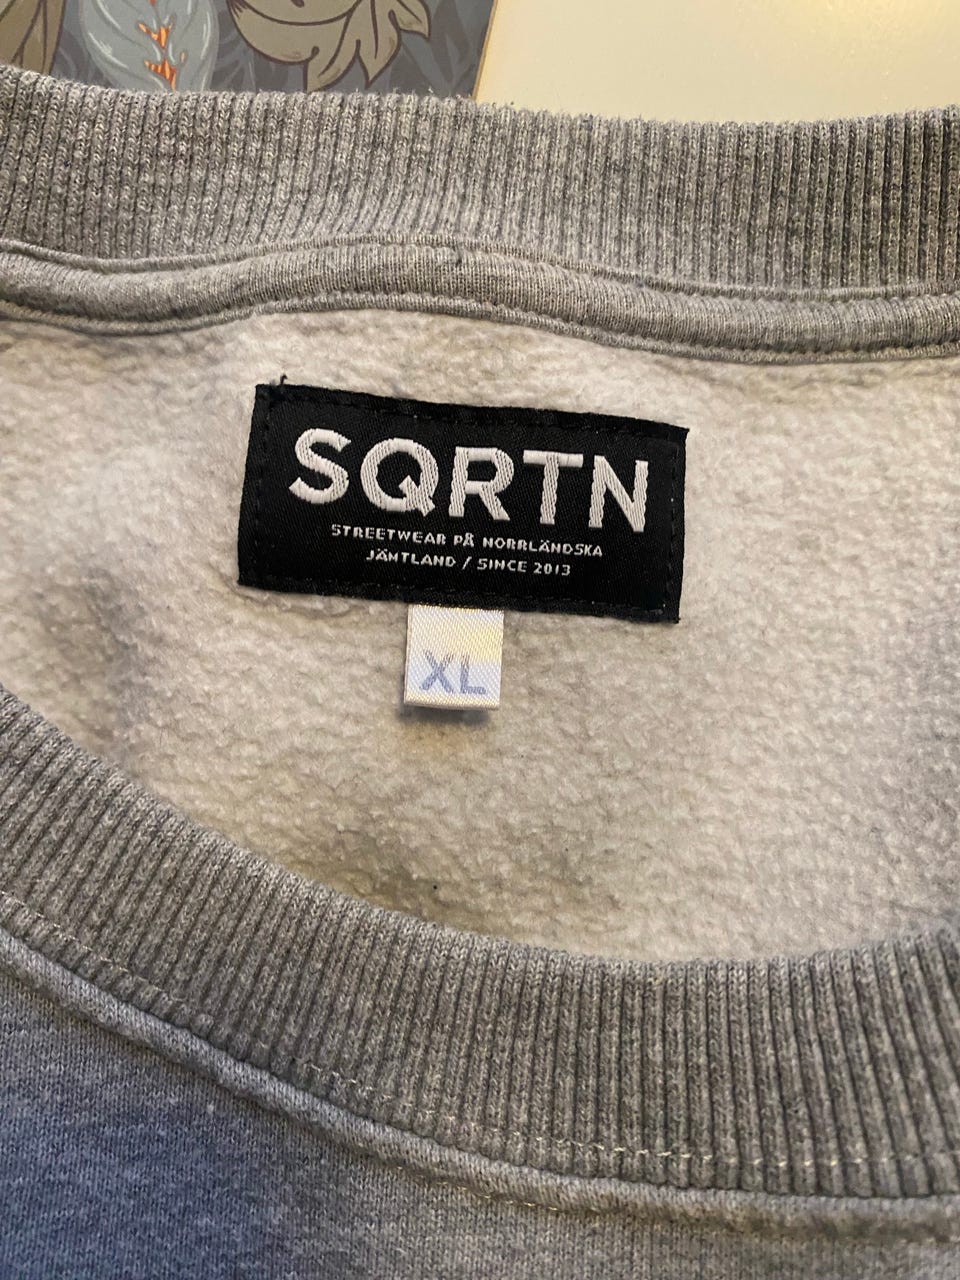 SQRTN
STREETWEAR PÅ NORRLÄNDSKA
JÄMTLAND / SINCE 2013
XL